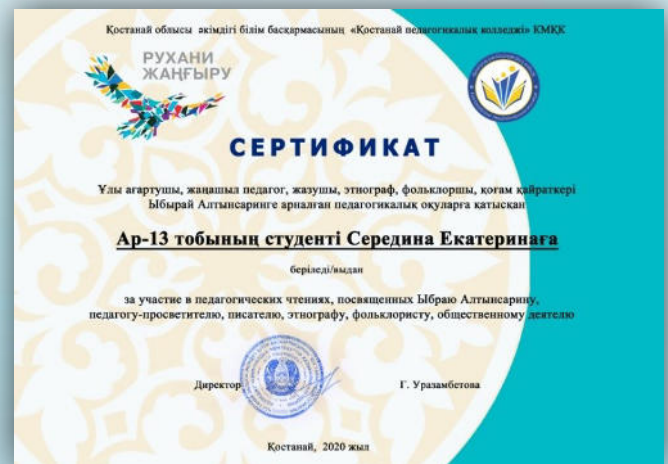 Қостанай облысы әкімдігі білім басқармасының «Қостанай педагогикалық колледжі» КМҚК
РУХАНИ
ЖАҢҒЫРУ
СЕРТИФИКАТ
Ұлы ағартушы, жаңашыл педагог, жазушы, этнограф, фольклоршы, қоғам қайраткері
Ыбырай Алтынсаринге арналған педагогикалық оқуларға қатысқан
Ар-13 тобының студенті Середина Екатеринаға
беріледі/выдан
за участие в педагогических чтениях, посвященных Ыбраю Алтынсарину,
педагогу-просветителю, писателю, этнографу, фольклористу, общественному деятелю
Директор Г. Уразамбетова
Қостанай, 2020 жыл